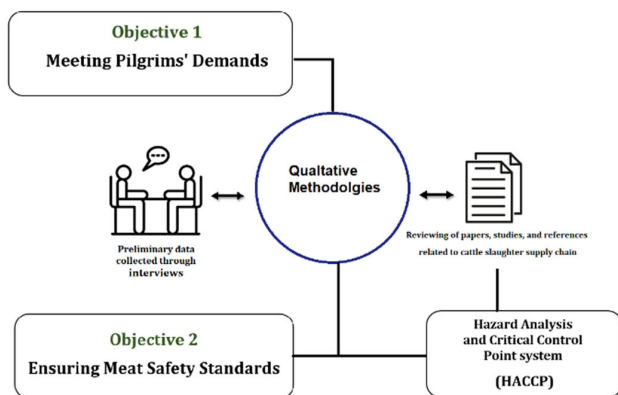 Objective 1
Meeting Pilgrims' Demands
Qualtative
Methodolgies
Preliminary data
collected through
interviews
Reviewing of papers, studies, and references
related to cattle slaughter supply chain
Objective 2
Ensuring Meat Safety Standards
Hazard Analysis
and Critical Control
Point system
(HACCP)